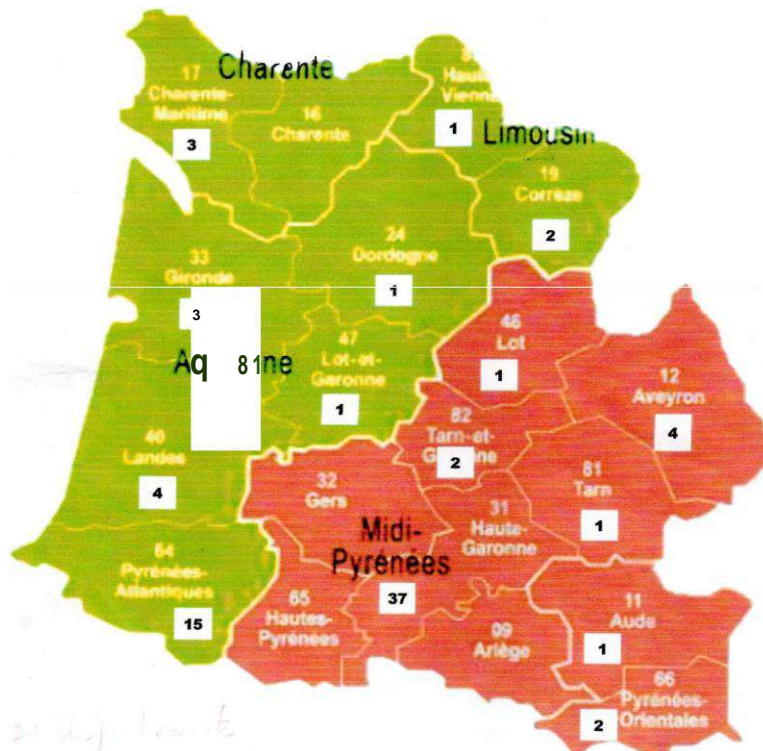 Charente
17
Charente-
Maritime
3
16
Charente
Haute
Vienn
1
Limousin
19
Corrèze
2
24
Dordogne
1
33
Gironde
3
Aq 81ne
47
Lot-et-
Garonne
1
46
Lot
1
12
Aveyron
4
82
Tarn-et-
2
40
Landes
4
32
Gers
31
Haute-
Garonne
81
Tarn
1
Midi-
Pyrénées
37
64
Pyrénées-
Atlantiques
15
65
Hautes-
Pyrénées
09
Ariège
11
Aude
1
66
Pyrénées-
Orientales
2